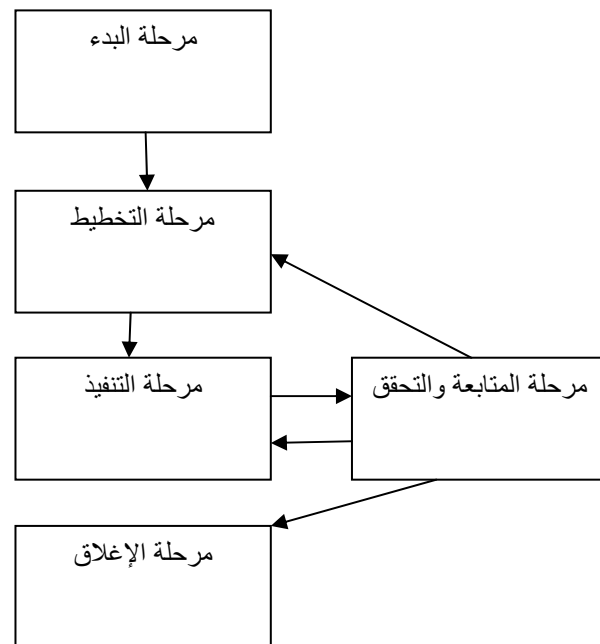 مرحلة البدء
مرحلة التخطيط
مرحلة التنفيذ
مرحلة المتابعة والتحقق
مرحلة الإغلاق